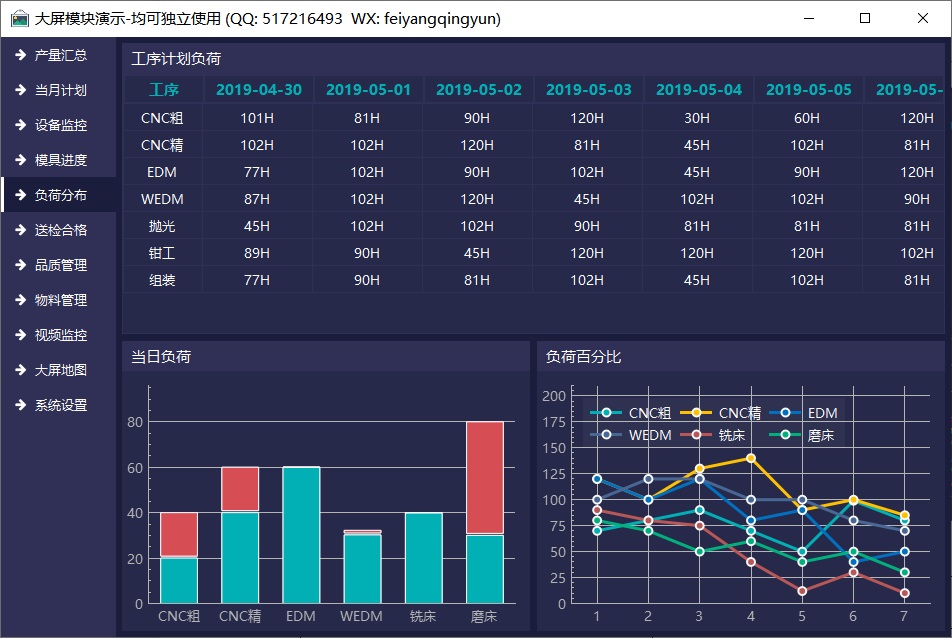 大屏模块演示-均可独立使用 (QQ: 517216493  WX: feiyangqingyun)
产量汇总
当月计划
设备监控
模具进度
负荷分布
送检合格
品质管理
物料管理
视频监控
大屏地图
系统设置
工序计划负荷
工序 2019-04-30 2019-05-01 2019-05-02 2019-05-03 2019-05-04 2019-05-05 2019-05-
CNC粗 101H 81H 90H 120H 30H 60H 120H
CNC精 102H 102H 120H 81H 45H 102H 81H
EDM 77H 102H 90H 102H 45H 90H 120H
WEDM 87H 102H 120H 45H 102H 102H 90H
抛光 45H 102H 102H 90H 81H 81H 81H
钳工 89H 90H 45H 120H 120H 120H 102H
组装 77H 90H 81H 102H 45H 102H 81H
当日负荷
80
60
40
20
0
CNC粗 CNC精 EDM WEDM 铣床 磨床
负荷百分比
200
175
150
125
100
75
50
25
0
CNC粗 CNC精 EDM
WEDM 铣床 磨床
1 2 3 4 5 6 7